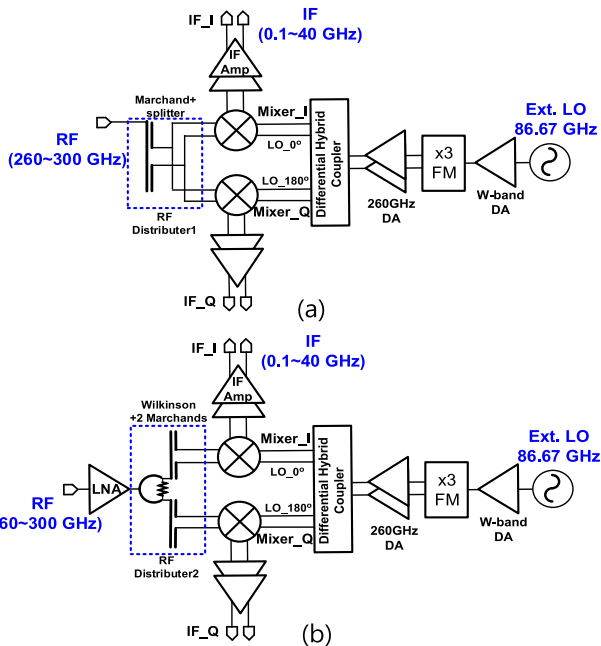 IF_I
IF
(0.1~40 GHz)
IF
Amp
Marchand+
splitter
Mixer_I
Ext. LO
86.67 GHz
RF
(260~300 GHz)
LO_0º
LO_180º
Mixer_Q
Differential Hybrid
Coupler
x3
FM
260GHz
DA
W-band
DA
RF
Distributer1
IF_Q
(a)
IF_I
IF
(0.1~40 GHz)
IF
Amp
Wilkinson
+2 Marchands
Mixer_I
Ext. LO
86.67 GHz
LO_0º
LNA
RF
60~300 GHz)
LO_180º
Mixer_Q
Differential Hybrid
Coupler
x3
FM
260GHz
DA
W-band
DA
RF
Distributer2
IF_Q
(b)